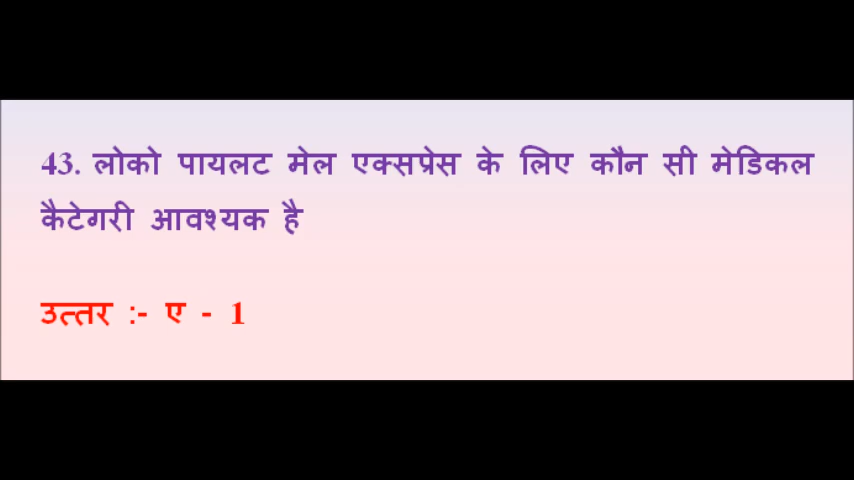 43. लोको पायलट मेल एक्सप्रेस के लिए कौन सी मेडिकल
कैटेगरी आवश्यक है
उत्तर :- ए - 1